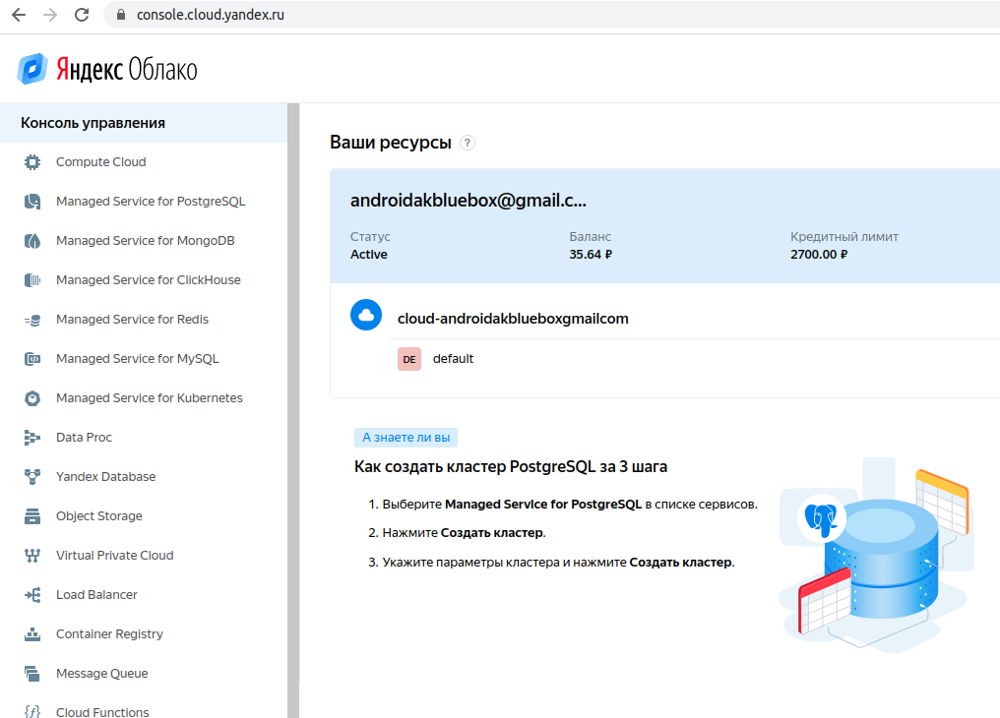 console.cloud.yandex.ru
Яндекс Облако
Консоль управления
Compute Cloud
Managed Service for PostgreSQL
Managed Service for MongoDB
Managed Service for ClickHouse
Managed Service for Redis
Managed Service for MySQL
Managed Service for Kubernetes
Data Proc
Yandex Database
Object Storage
Virtual Private Cloud
Load Balancer
Container Registry
Message Queue
Cloud Functions
Ваши ресурсы ?
androidakbluebox@gmail.c...
Статус Баланс Кредитный лимит
Active 35.64 ₽ 2700.00 ₽
cloud-androidakblueboxgmailcom
DE default
А знаете ли вы
Как создать кластер PostgreSQL за 3 шага
1. Выберите Managed Service for PostgreSQL в списке сервисов.
2. Нажмите Создать кластер.
3. Укажите параметры кластера и нажмите Создать кластер.